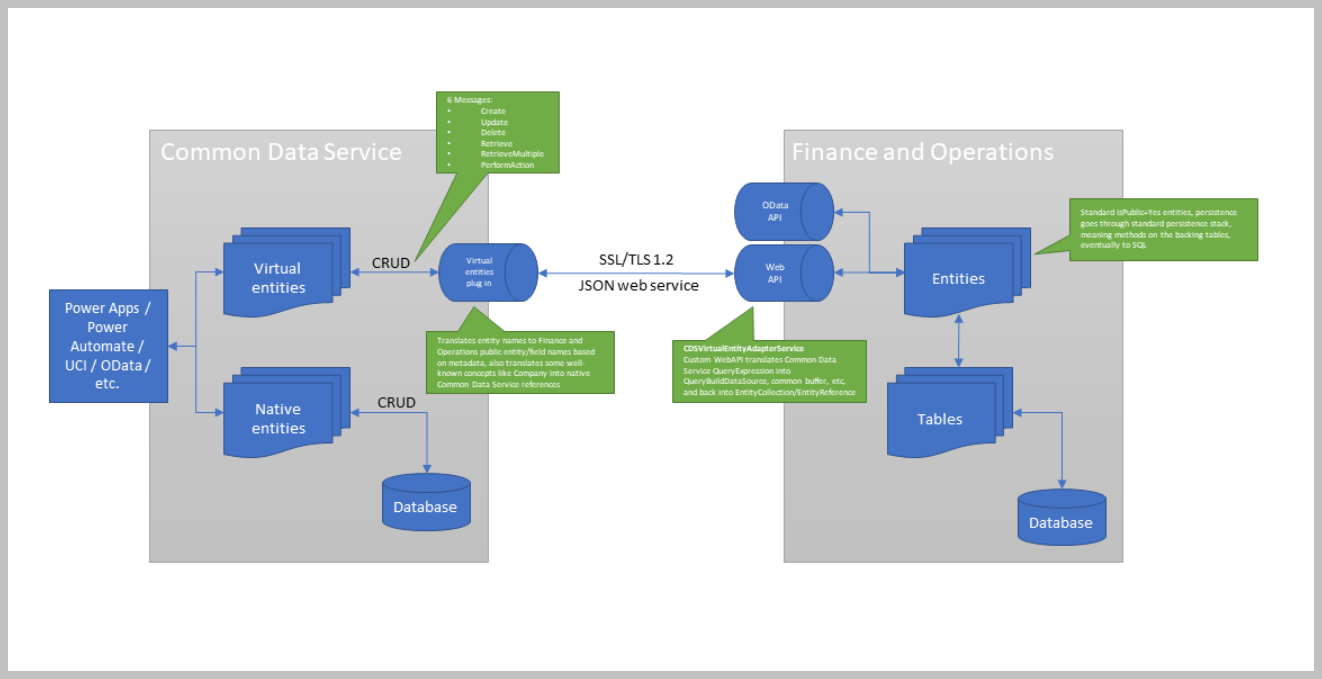 6 Messages:
• Create
• Update
• Delete
• Retrieve
• RetrieveMultiple
• PerformAction
Common Data Service
Finance and Operations
OData
API
Standard IsPublic=Yes entities, persistence
goes through standard persistence stack,
meaning methods on the backing tables,
eventually to SQL
Virtual
entities
CRUD
Virtual
entities
plug in
SSL/TLS 1.2
JSON web service
Web
API
Entities
Power Apps /
Power
Automate /
UCI / OData /
etc.
Translates entity names to Finance and
Operations public entity/field names based
on metadata, also translates some well-
known concepts like Company into native
Common Data Service references
CDSVirtualEntityAdapterService
Custom WebAPI translates Common Data
Service QueryExpression into
QueryBuildDataSource, common buffer, etc,
and back into EntityCollection/EntityReference
Native
entities
CRUD
Tables
Database
Database